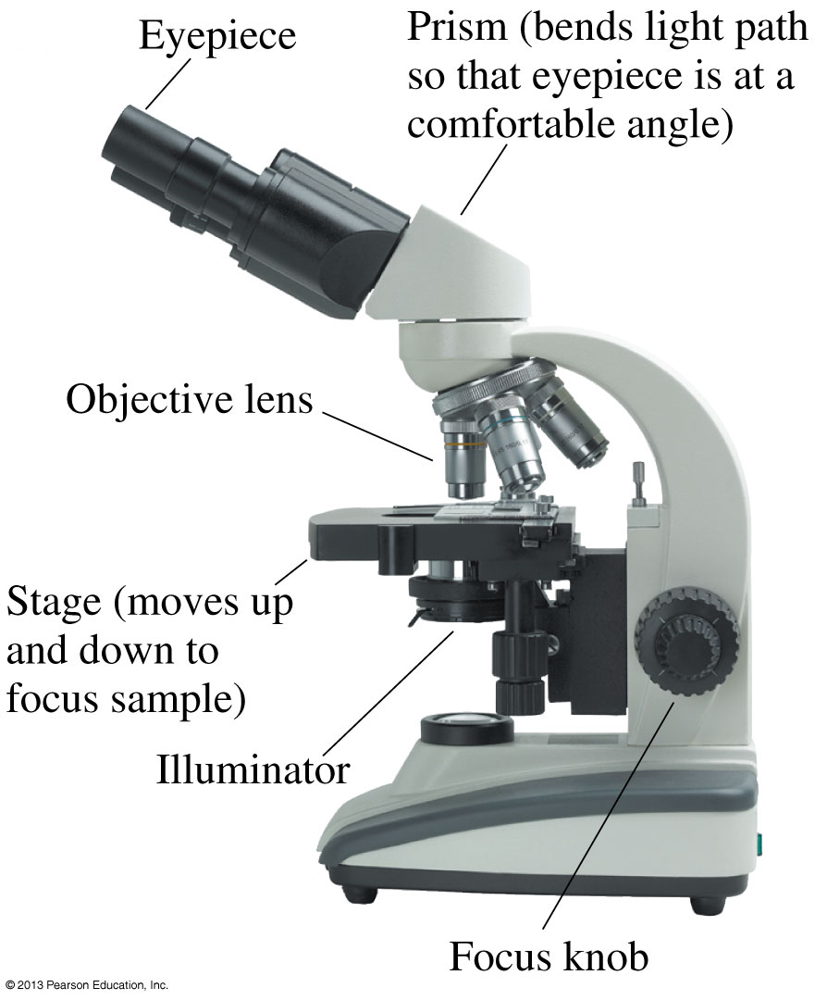 Eyepiece
Prism (bends light path
so that eyepiece is at a
comfortable angle)
Objective lens
Stage (moves up
and down to
focus sample)
Illuminator
Focus knob
© 2013 Pearson Education, Inc.